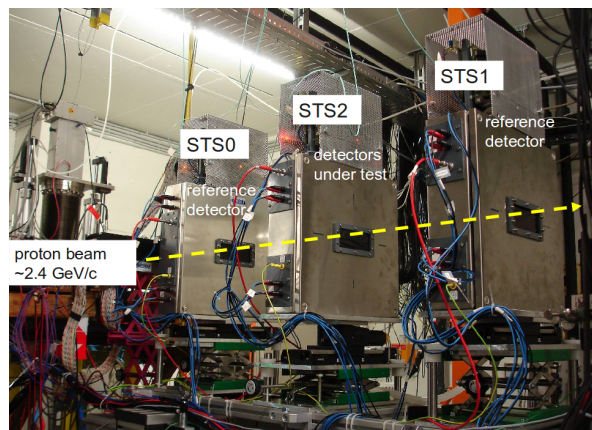 STS0
reference
detector
STS2
detectors
under test
STS1
reference
detector
proton beam
~2.4 GeV/c